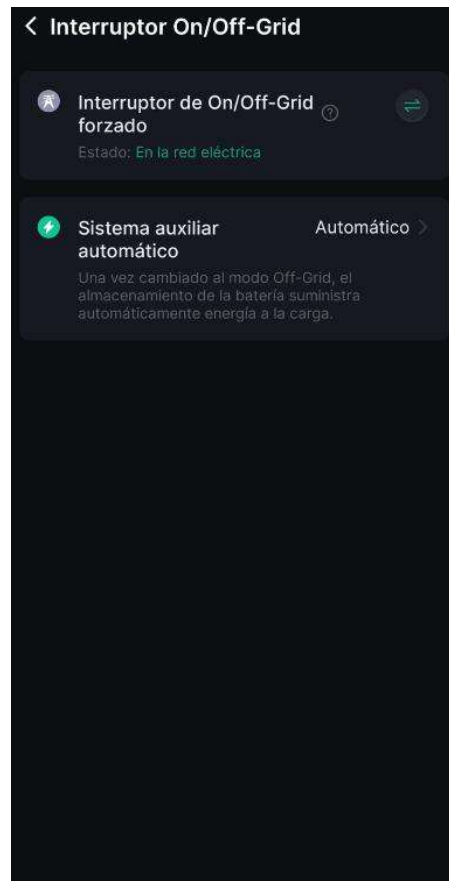 Interruptor On/Off-Grid
Interruptor de On/Off-Grid
forzado
Estado: En la red eléctrica
Sistema auxiliar
automático
Automático
Una vez cambiado al modo Off-Grid, el
almacenamiento de la batería suministra
automáticamente energía a la carga.